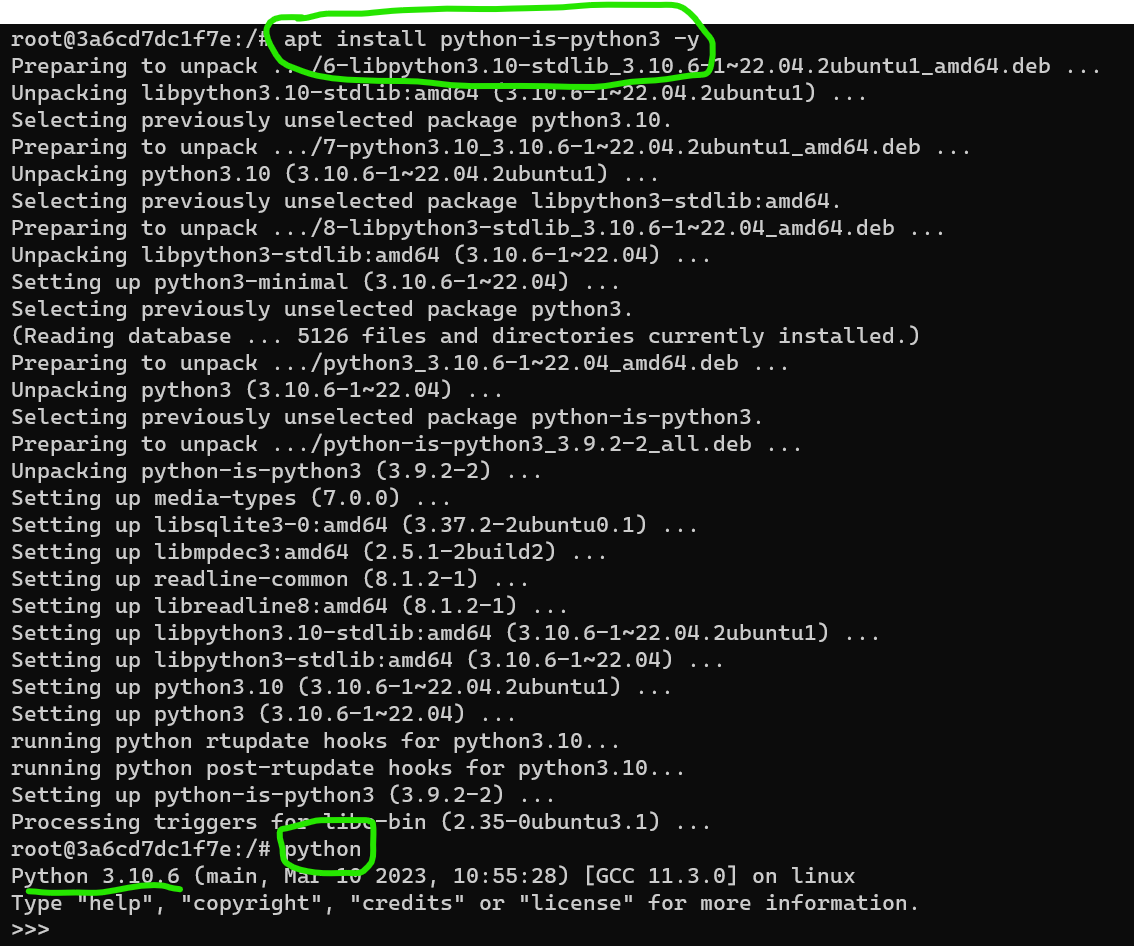 root@3a6cd7dc1f7e:/# apt install python-is-python3 -y
Preparing to unpack .../6-libpython3.10-stdlib_3.10.6-1~22.04.2ubuntu1_amd64.deb ...
Unpacking libpython3.10-stdlib:amd64 (3.10.6-1~22.04.2ubuntu1) ...
Selecting previously unselected package python3.10.
Preparing to unpack .../7-python3.10_3.10.6-1~22.04.2ubuntu1_amd64.deb ...
Unpacking python3.10 (3.10.6-1~22.04.2ubuntu1) ...
Selecting previously unselected package libpython3-stdlib:amd64.
Preparing to unpack .../8-libpython3-stdlib_3.10.6-1~22.04_amd64.deb ...
Unpacking libpython3-stdlib:amd64 (3.10.6-1~22.04) ...
Setting up python3-minimal (3.10.6-1~22.04) ...
Selecting previously unselected package python3.
(Reading database ... 5126 files and directories currently installed.)
Preparing to unpack .../python3_3.10.6-1~22.04_amd64.deb ...
Unpacking python3 (3.10.6-1~22.04) ...
Selecting previously unselected package python-is-python3.
Preparing to unpack .../python-is-python3_3.9.2-2_all.deb ...
Unpacking python-is-python3 (3.9.2-2) ...
Setting up media-types (7.0.0) ...
Setting up libsqlite3-0:amd64 (3.37.2-2ubuntu0.1) ...
Setting up libmpdec3:amd64 (2.5.1-2build2) ...
Setting up readline-common (8.1.2-1) ...
Setting up libreadline8:amd64 (8.1.2-1) ...
Setting up libpython3.10-stdlib:amd64 (3.10.6-1~22.04.2ubuntu1) ...
Setting up libpython3-stdlib:amd64 (3.10.6-1~22.04) ...
Setting up python3.10 (3.10.6-1~22.04.2ubuntu1) ...
Setting up python3 (3.10.6-1~22.04) ...
running python rtupdate hooks for python3.10...
running python post-rtupdate hooks for python3.10...
Setting up python-is-python3 (3.9.2-2) ...
Processing triggers for libc-bin (2.35-0ubuntu3.1) ...
root@3a6cd7dc1f7e:/# python
Python 3.10.6 (main, Mar 10 2023, 10:55:28) [GCC 11.3.0] on linux
Type "help", "copyright", "credits" or "license" for more information.
>>>